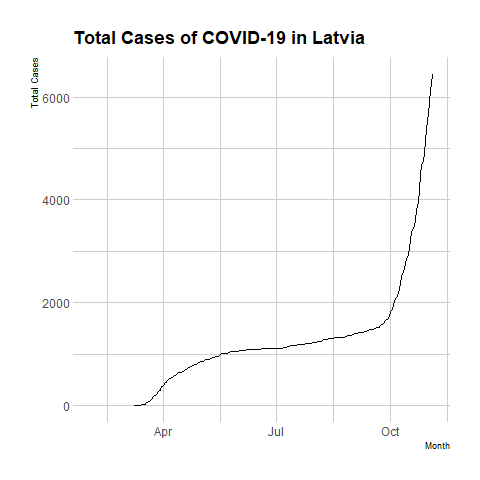 Total Cases of COVID-19 in Latvia
Total Cases
6000
4000
2000
0
Apr Jul Oct
Month